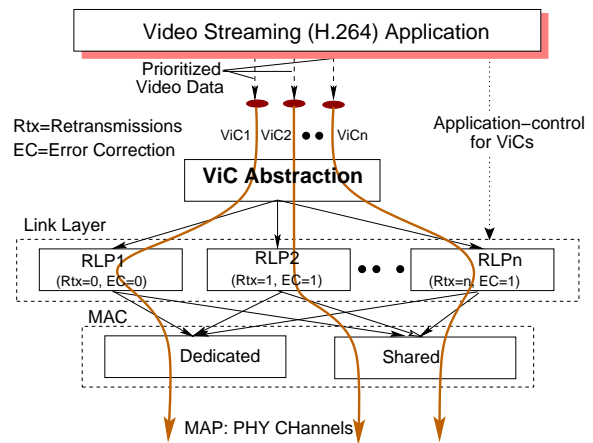 Video Streaming (H.264) Application
Prioritized
Video Data
Rtx=Retransmissions
EC=Error Correction
ViC1
ViC2
ViCn
Application−control
for ViCs
ViC Abstraction
Link Layer
RLP1
(Rtx=0, EC=0)
RLP2
(Rtx=1, EC=1)
RLPn
(Rtx=n, EC=1)
MAC
Dedicated
Shared
MAP: PHY CHannels